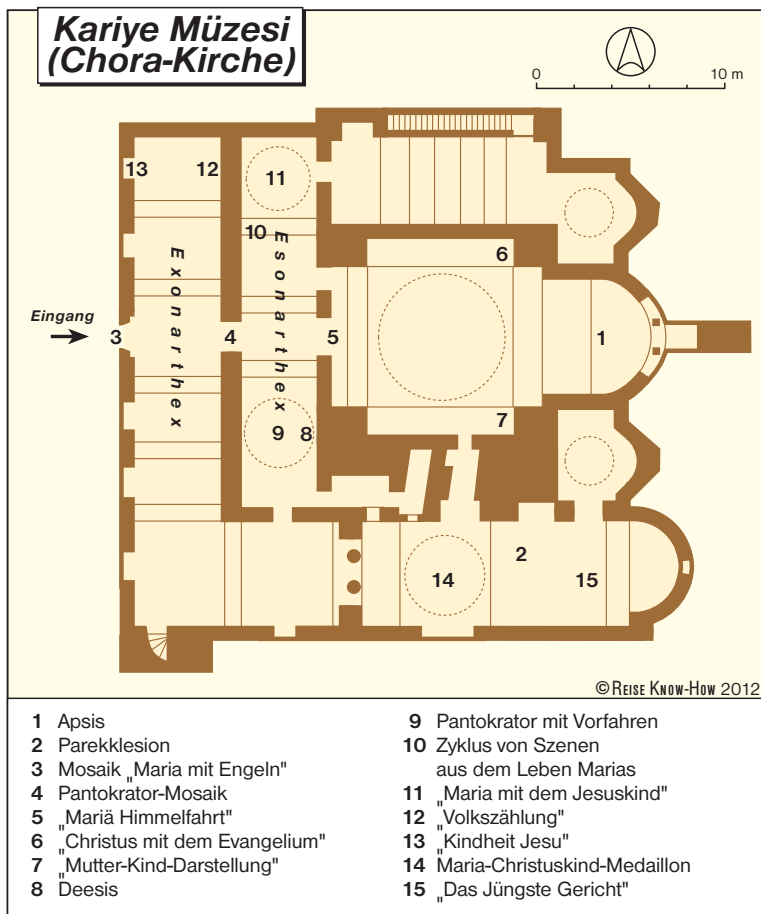 Kariye Müzesi
(Chora-Kirche)
0 10 m
13 12 11
10
6
Exonarthex
Esonarthex
Eingang
3 4 5 1
9 8 7
2
14 15
©REISE KNOW-HOW 2012
1 Apsis
2 Parekklesion
3 Mosaik „Maria mit Engeln"
4 Pantokrator-Mosaik
5 „Mariä Himmelfahrt"
6 „Christus mit dem Evangelium"
7 „Mutter-Kind-Darstellung"
8 Deesis
9 Pantokrator mit Vorfahren
10 Zyklus von Szenen
aus dem Leben Marias
11 „Maria mit dem Jesuskind"
12 „Volkszählung"
13 „Kindheit Jesu"
14 Maria-Christuskind-Medaillon
15 „Das Jüngste Gericht"